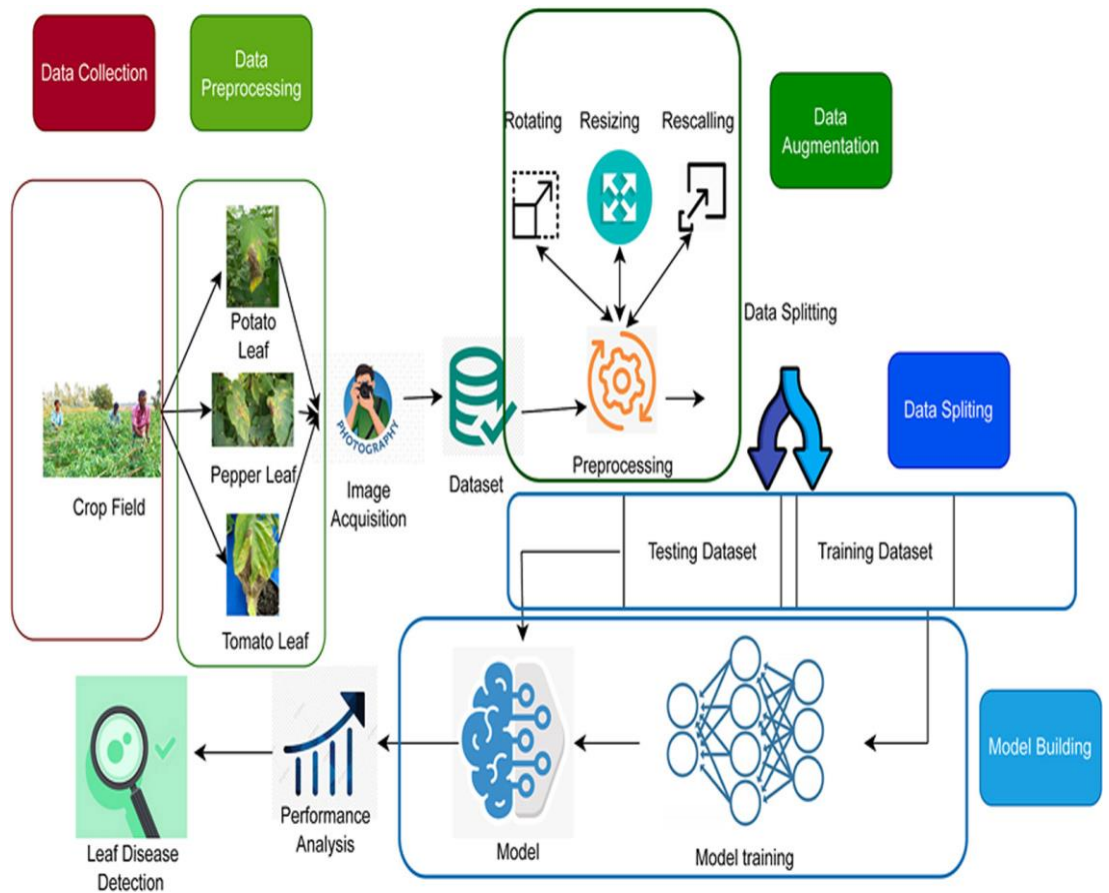 Data Collection
Data
Preprocessing
Rotating
Resizing
Rescalling
Data
Augmentation
Potato
Leaf
Pepper Leaf
Tomato Leaf
Crop Field
PHOTOGRAPHY
Image
Acquisition
Dataset
Preprocessing
Data Splitting
Data Spliting
Testing Dataset
Training Dataset
Model Building
Model training
Model
Performance
Analysis
Leaf Disease
Detection